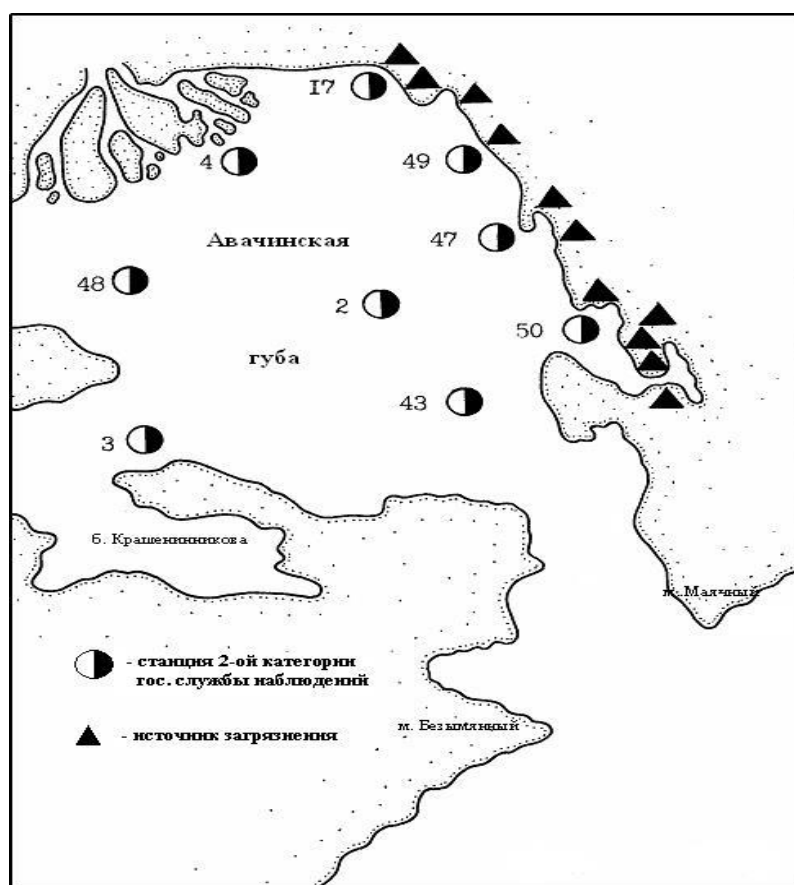 I7
4
49
Авачинская
47
48
2
50
губа
43
3
б. Крашенинникова
м. Маячный
- станция 2-ой категории
гос. службы наблюдений
м. Безымянный
- источник загрязнения